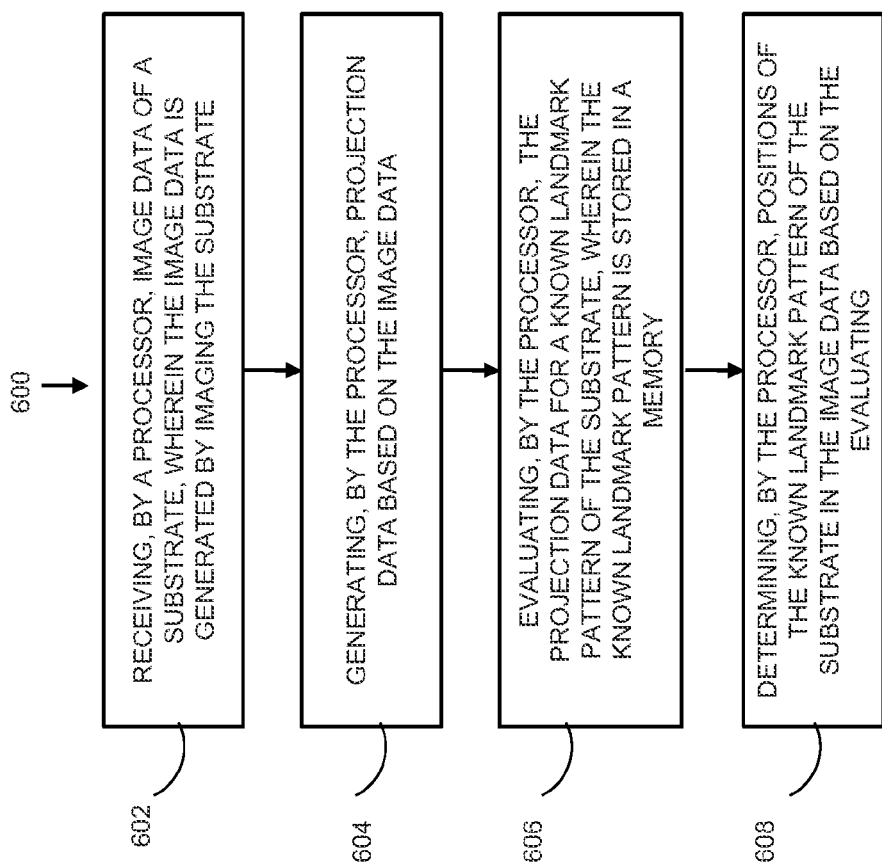 600
602
RECEIVING, BY A PROCESSOR, IMAGE DATA OF A
SUBSTRATE, WHEREIN THE IMAGE DATA IS
GENERATED BY IMAGING THE SUBSTRATE
604
GENERATING, BY THE PROCESSOR, PROJECTION
DATA BASED ON THE IMAGE DATA
606
EVALUATING, BY THE PROCESSOR, THE
PROJECTION DATA FOR A KNOWN LANDMARK
PATTERN OF THE SUBSTRATE, WHEREIN THE
KNOWN LANDMARK PATTERN IS STORED IN A
MEMORY
608
DETERMINING, BY THE PROCESSOR, POSITIONS OF
THE KNOWN LANDMARK PATTERN OF THE
SUBSTRATE IN THE IMAGE DATA BASED ON THE
EVALUATING